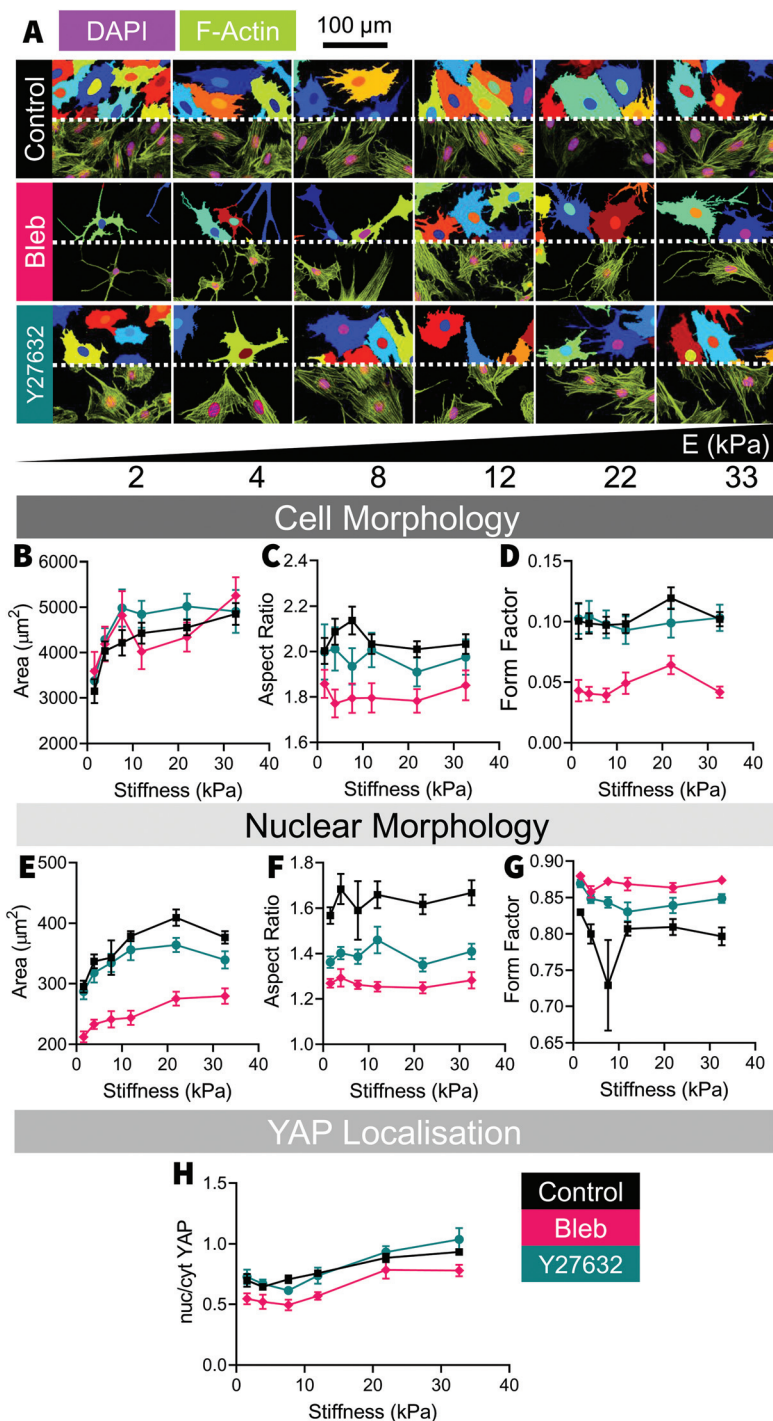 A DAPI F-Actin 100 µm
Control
Bleb
Y27632
E (kPa)
2 4 8 12 22 33
Cell Morphology
B
Area (µm²)
6000
5000
4000
3000
2000
0 10 20 30 40
Stiffness (kPa)
C
Aspect Ratio
2.4
2.2
2.0
1.8
1.6
0 10 20 30 40
Stiffness (kPa)
D
Form Factor
0.15
0.10
0.05
0.00
0 10 20 30 40
Stiffness (kPa)
Nuclear Morphology
E
Area (µm²)
500
400
300
200
0 10 20 30 40
Stiffness (kPa)
F
Aspect Ratio
1.8
1.6
1.4
1.2
1.0
0 10 20 30 40
Stiffness (kPa)
G
Form Factor
0.90
0.85
0.80
0.75
0.70
0.65
0 10 20 30 40
Stiffness (kPa)
YAP Localisation
H
nuc/cyt YAP
1.5
1.0
0.5
0.0
0 10 20 30 40
Stiffness (kPa)
Control
Bleb
Y27632